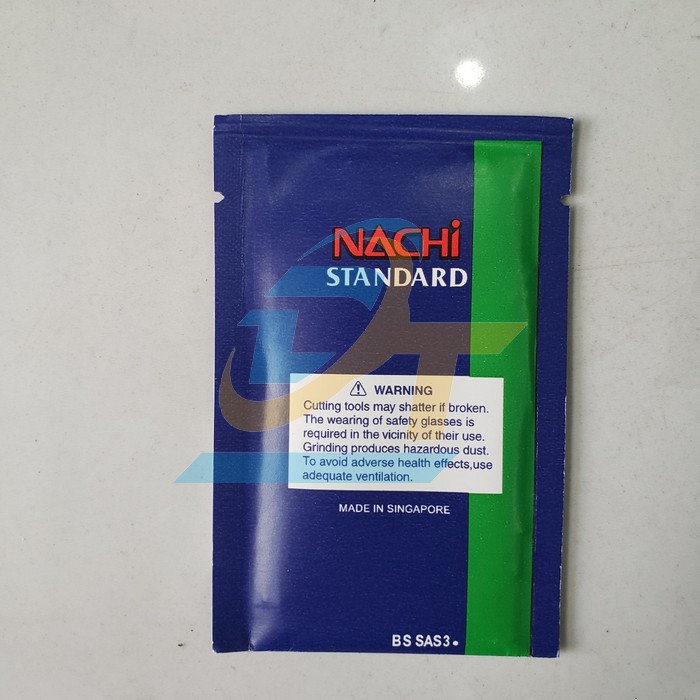 NACHi
STANDARD
⚠ WARNING
Cutting tools may shatter if broken.
The wearing of safety glasses is
required in the vicinity of their use.
Grinding produces hazardous dust.
To avoid adverse health effects,use
adequate ventilation.
MADE IN SINGAPORE
BS SAS3•